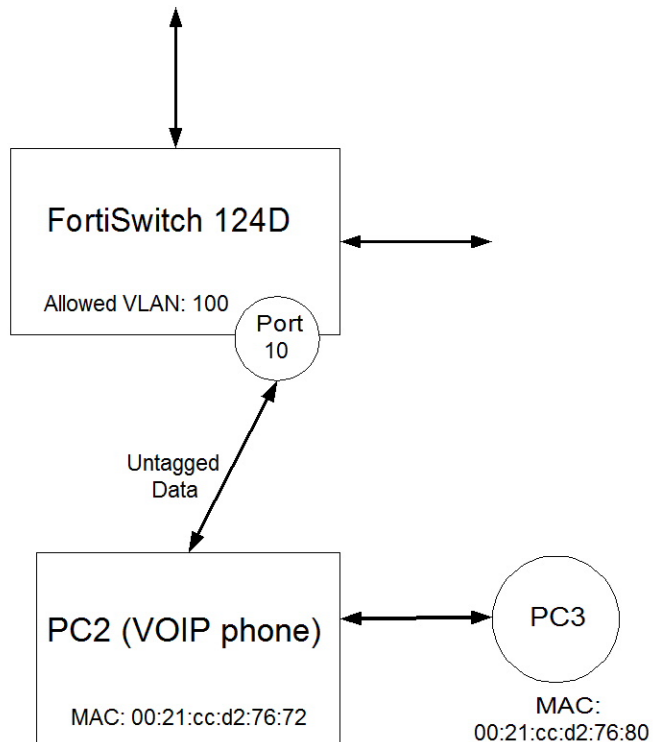 FortiSwitch 124D
Allowed VLAN: 100
Port
10
Untagged
Data
PC2 (VOIP phone)
MAC: 00:21:cc:d2:76:72
PC3
MAC:
00:21:cc:d2:76:80